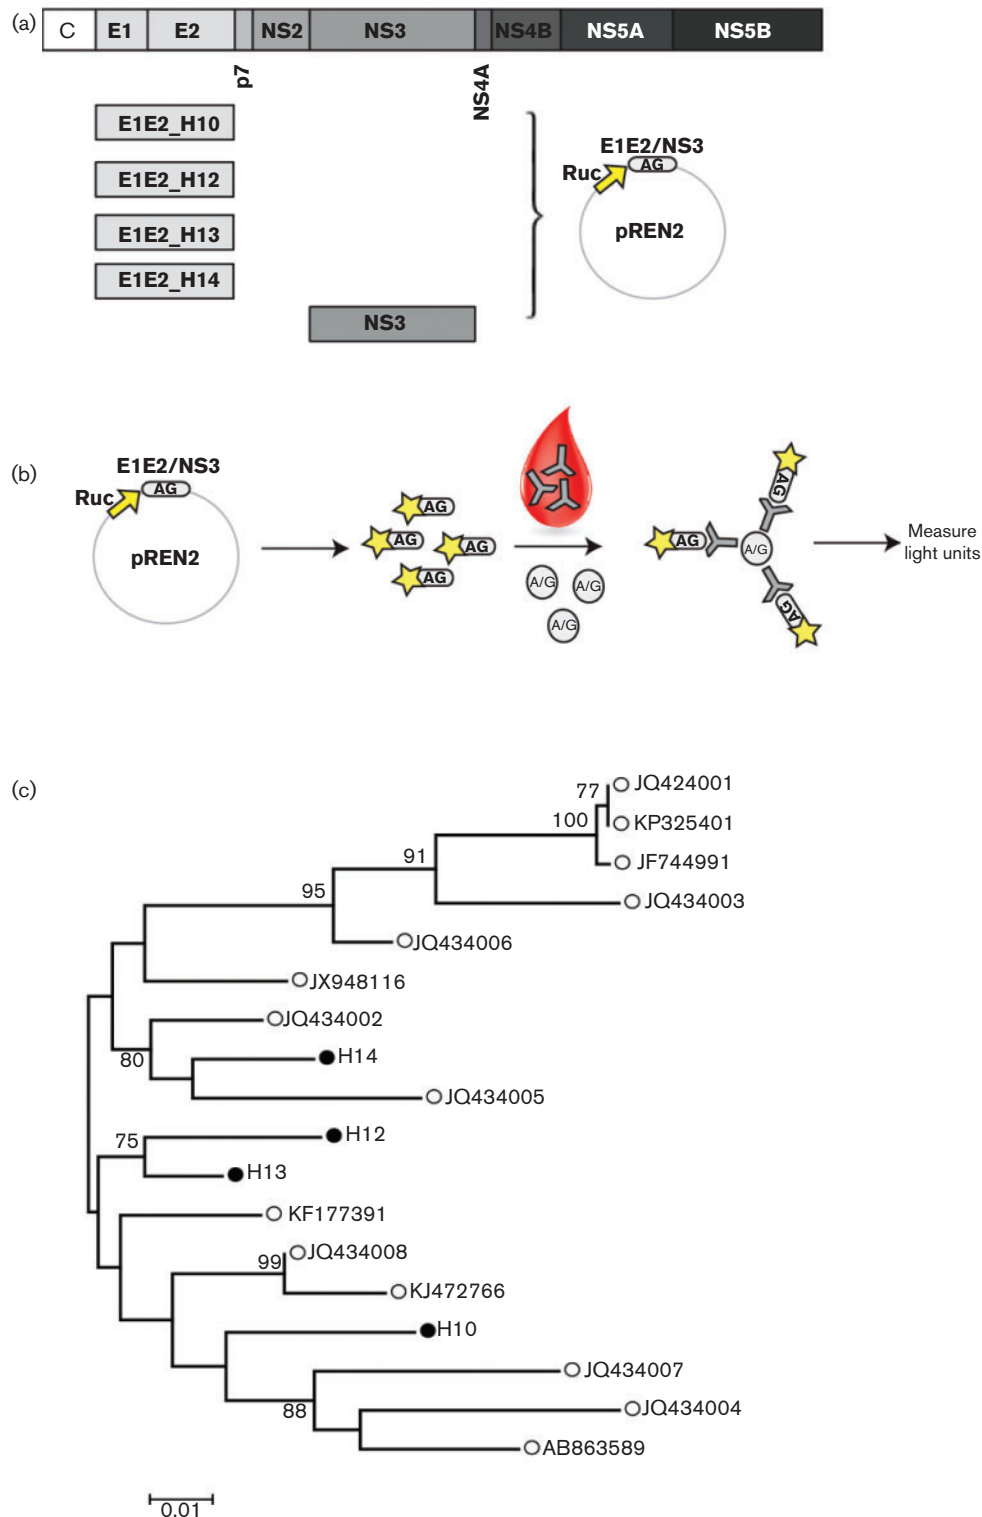 (a)
C E1 E2 NS2 NS3 NS4B NS5A NS5B
p7
NS4A
E1E2_H10
E1E2_H12
E1E2_H13
E1E2_H14
NS3
E1E2/NS3
Ruc
AG
pREN2
(b)
E1E2/NS3
Ruc
AG
pREN2
AG
AG
AG
AG
A/G
A/G
A/G
AG
AG
A/G
AG
Measure
light units
(c)
JQ424001
77
KP325401
100
JF744991
91
JQ434003
95
JQ434006
JX948116
JQ434002
80
H14
JQ434005
H12
75
H13
KF177391
JQ434008
99
KJ472766
H10
JQ434007
88
JQ434004
AB863589
0.01